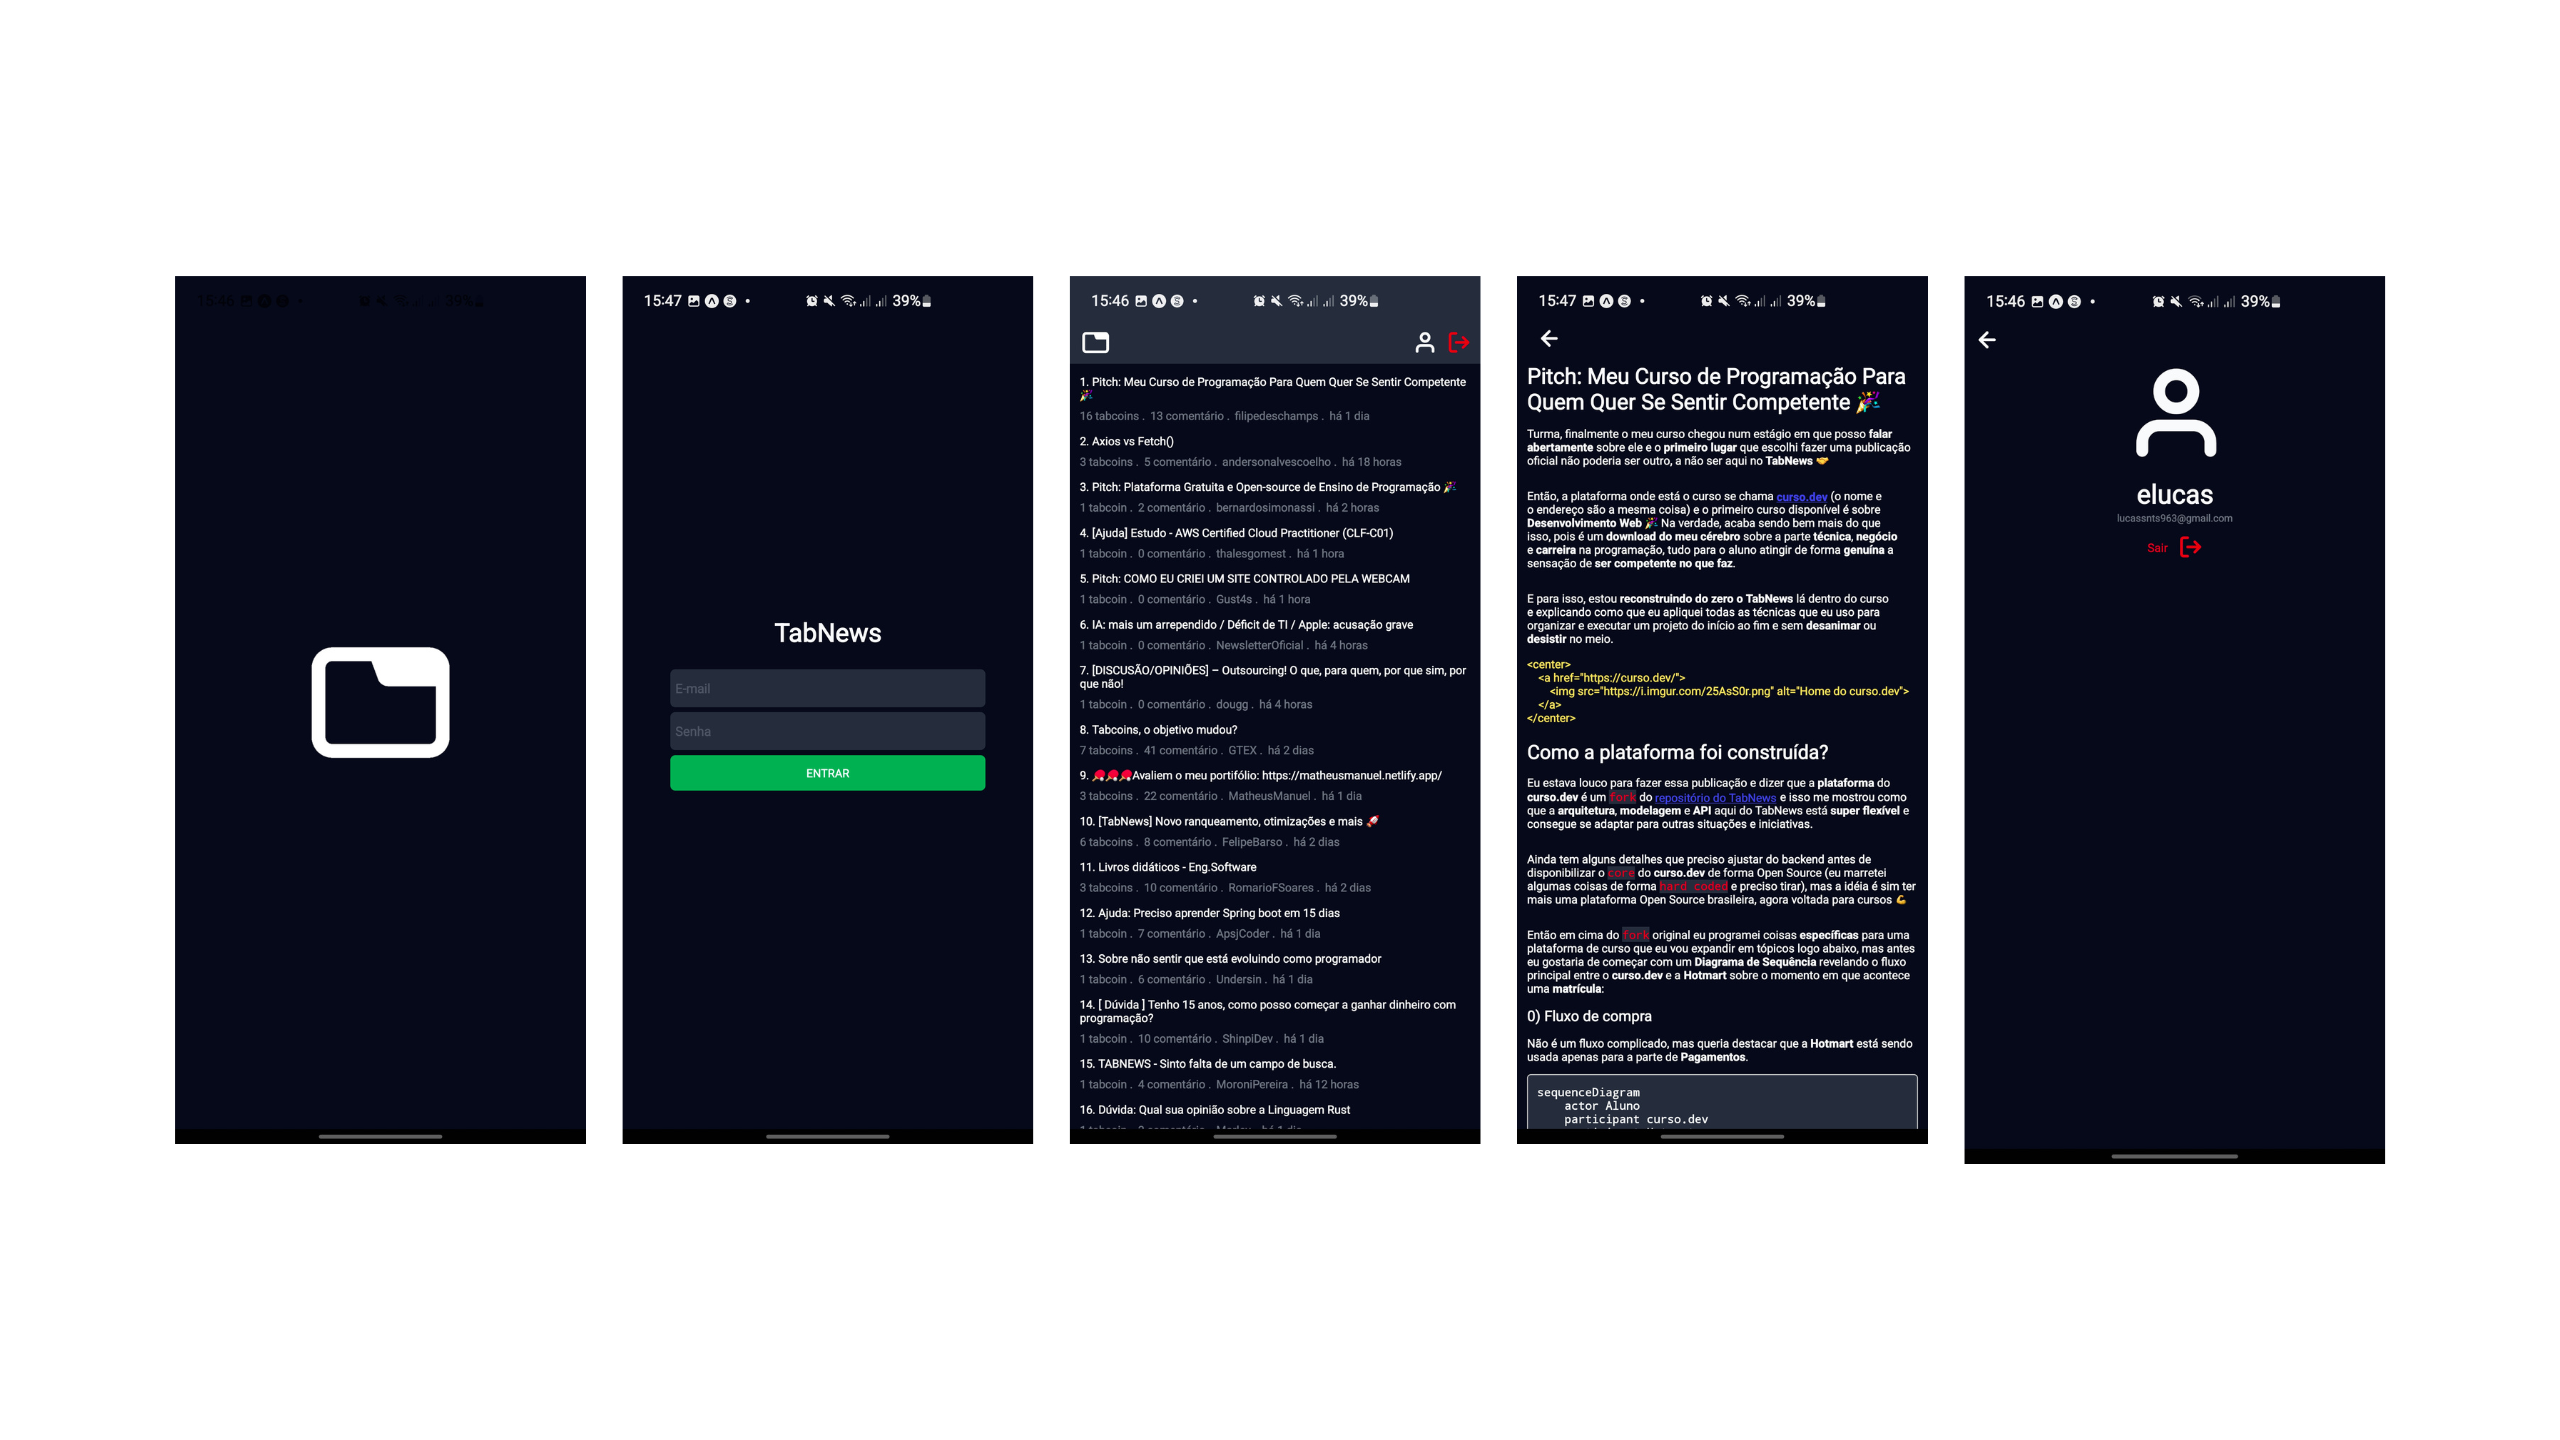 15:46
39%
15:47
39%
TabNews
E-mail
Senha
ENTRAR
15:46
39%
1. Pitch: Meu Curso de Programação Para Quem Quer Se Sentir Competente
🎉
16 tabcoins . 13 comentário . filipedeschamps . há 1 dia
2. Axios vs Fetch()
3 tabcoins . 5 comentário . andersonalvescoelho . há 18 horas
3. Pitch: Plataforma Gratuita e Open-source de Ensino de Programação 🎉
1 tabcoin . 2 comentário . bernardosimonassi . há 2 horas
4. [Ajuda] Estudo - AWS Certified Cloud Practitioner (CLF-C01)
1 tabcoin . 0 comentário . thalesgomest . há 1 hora
5. Pitch: COMO EU CRIEI UM SITE CONTROLADO PELA WEBCAM
1 tabcoin . 0 comentário . Gust4s . há 1 hora
6. IA: mais um arrependido / Déficit de TI / Apple: acusação grave
1 tabcoin . 0 comentário . NewsletterOficial . há 4 horas
7. [DISCUSÃO/OPINIÕES] – Outsourcing! O que, para quem, por que sim, por
que não!
1 tabcoin . 0 comentário . dougg . há 4 horas
8. Tabcoins, o objetivo mudou?
7 tabcoins . 41 comentário . GTEX . há 2 dias
9. 🏓🏓🏓Avaliem o meu portifólio: https://matheusmanuel.netlify.app/
3 tabcoins . 22 comentário . MatheusManuel . há 1 dia
10. [TabNews] Novo ranqueamento, otimizações e mais 🚀
6 tabcoins . 8 comentário . FelipeBarso . há 2 dias
11. Livros didáticos - Eng.Software
3 tabcoins . 10 comentário . RomarioFSoares . há 2 dias
12. Ajuda: Preciso aprender Spring boot em 15 dias
1 tabcoin . 7 comentário . ApsjCoder . há 1 dia
13. Sobre não sentir que está evoluindo como programador
1 tabcoin . 6 comentário . Undersin . há 1 dia
14. [ Dúvida ] Tenho 15 anos, como posso começar a ganhar dinheiro com
programação?
1 tabcoin . 10 comentário . ShinpiDev . há 1 dia
15. TABNEWS - Sinto falta de um campo de busca.
1 tabcoin . 4 comentário . MoroniPereira . há 12 horas
16. Dúvida: Qual sua opinião sobre a Linguagem Rust
15:47
39%
Pitch: Meu Curso de Programação Para
Quem Quer Se Sentir Competente 🎉
Turma, finalmente o meu curso chegou num estágio em que posso falar
abertamente sobre ele e o primeiro lugar que escolhi fazer uma publicação
oficial não poderia ser outro, a não ser aqui no TabNews 🤝
Então, a plataforma onde está o curso se chama curso.dev (o nome e
o endereço são a mesma coisa) e o primeiro curso disponível é sobre
Desenvolvimento Web 🎉 Na verdade, acaba sendo bem mais do que
isso, pois é um download do meu cérebro sobre a parte técnica, negócio
e carreira na programação, tudo para o aluno atingir de forma genuína a
sensação de ser competente no que faz.
E para isso, estou reconstruindo do zero o TabNews lá dentro do curso
e explicando como que eu apliquei todas as técnicas que eu uso para
organizar e executar um projeto do início ao fim e sem desanimar ou
desistir no meio.
<center>
<a href="https://curso.dev/">
<img src="https://i.imgur.com/25AsS0r.png" alt="Home do curso.dev">
</a>
</center>
Como a plataforma foi construída?
Eu estava louco para fazer essa publicação e dizer que a plataforma do
curso.dev é um fork do repositório do TabNews e isso me mostrou como
que a arquitetura, modelagem e API aqui do TabNews está super flexível e
consegue se adaptar para outras situações e iniciativas.
Ainda tem alguns detalhes que preciso ajustar do backend antes de
disponibilizar o core do curso.dev de forma Open Source (eu marretei
algumas coisas de forma hard coded e preciso tirar), mas a idéia é sim ter
mais uma plataforma Open Source brasileira, agora voltada para cursos 💪
Então em cima do fork original eu programei coisas específicas para uma
plataforma de curso que eu vou expandir em tópicos logo abaixo, mas antes
eu gostaria de começar com um Diagrama de Sequência revelando o fluxo
principal entre o curso.dev e a Hotmart sobre o momento em que acontece
uma matrícula:
0) Fluxo de compra
Não é um fluxo complicado, mas queria destacar que a Hotmart está sendo
usada apenas para a parte de Pagamentos.
sequenceDiagram
actor Aluno
participant curso.dev
15:46
39%
elucas
lucassnts963@gmail.com
Sair